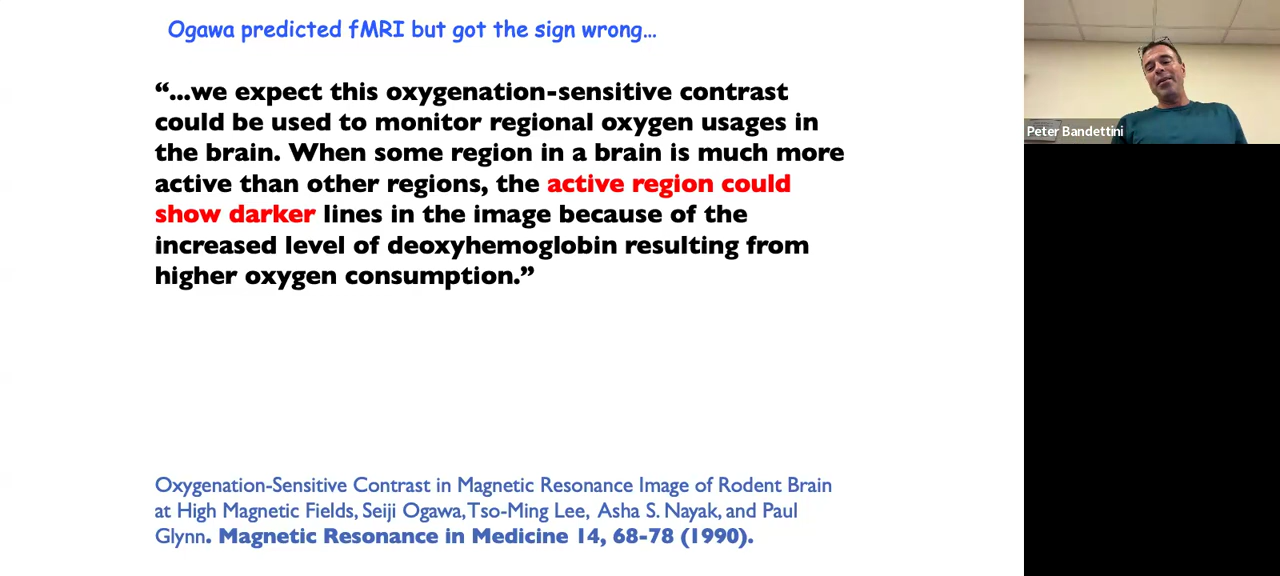 Ogawa predicted fMRI but got the sign wrong…
“...we expect this oxygenation-sensitive contrast
could be used to monitor regional oxygen usages in
the brain. When some region in a brain is much more
active than other regions, the active region could
show darker lines in the image because of the
increased level of deoxyhemoglobin resulting from
higher oxygen consumption.”
Oxygenation-Sensitive Contrast in Magnetic Resonance Image of Rodent Brain
at High Magnetic Fields, Seiji Ogawa,Tso-Ming Lee, Asha S. Nayak, and Paul
Glynn. Magnetic Resonance in Medicine 14, 68-78 (1990).
Peter Bandettini